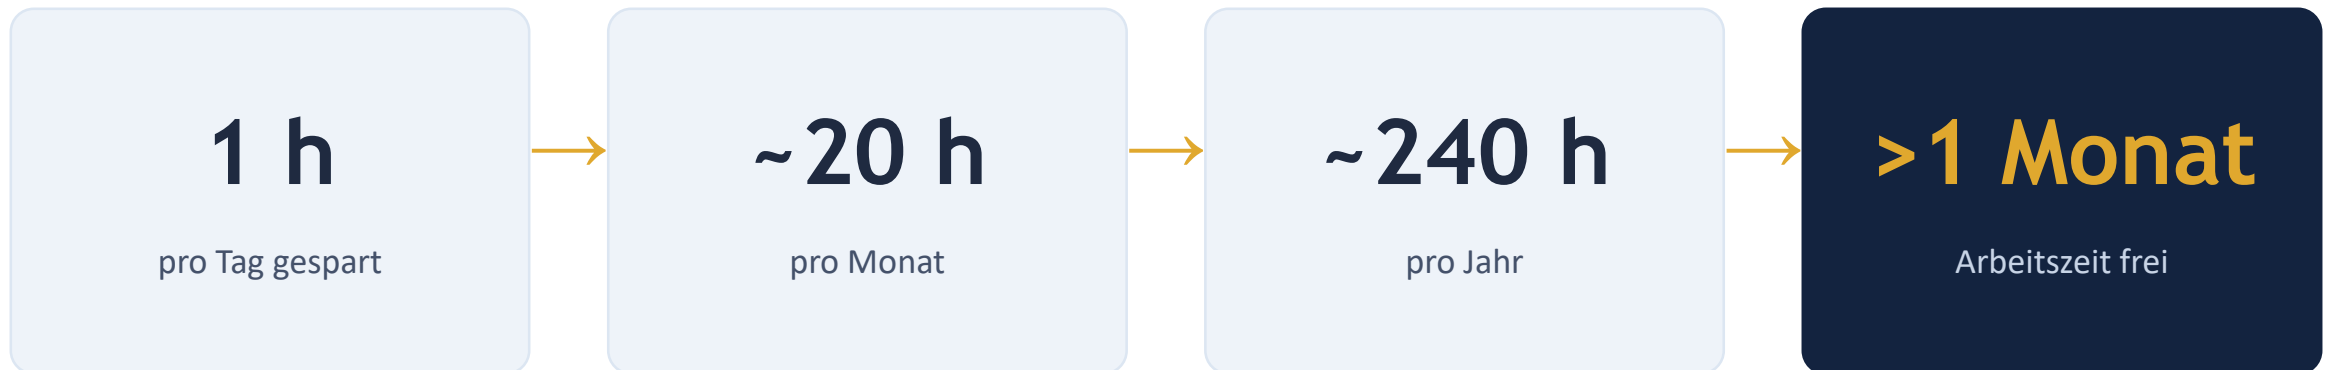 1 h
pro Tag gespart
→
~20 h
pro Monat
→
~240 h
pro Jahr
→
>1 Monat
Arbeitszeit frei